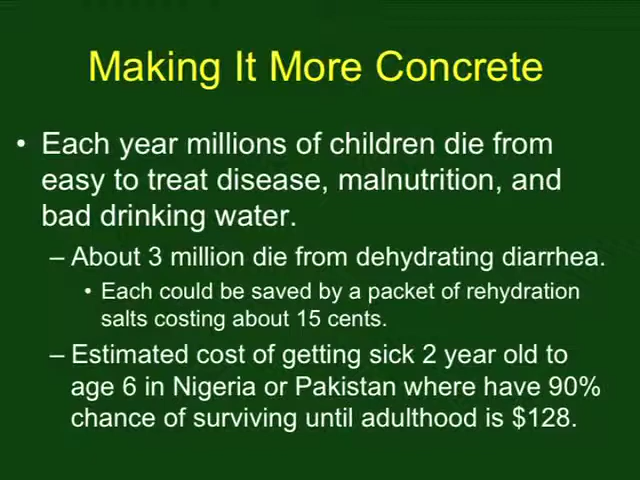 Making It More Concrete
• Each year millions of children die from
easy to treat disease, malnutrition, and
bad drinking water.
– About 3 million die from dehydrating diarrhea.
• Each could be saved by a packet of rehydration
salts costing about 15 cents.
– Estimated cost of getting sick 2 year old to
age 6 in Nigeria or Pakistan where have 90%
chance of surviving until adulthood is $128.